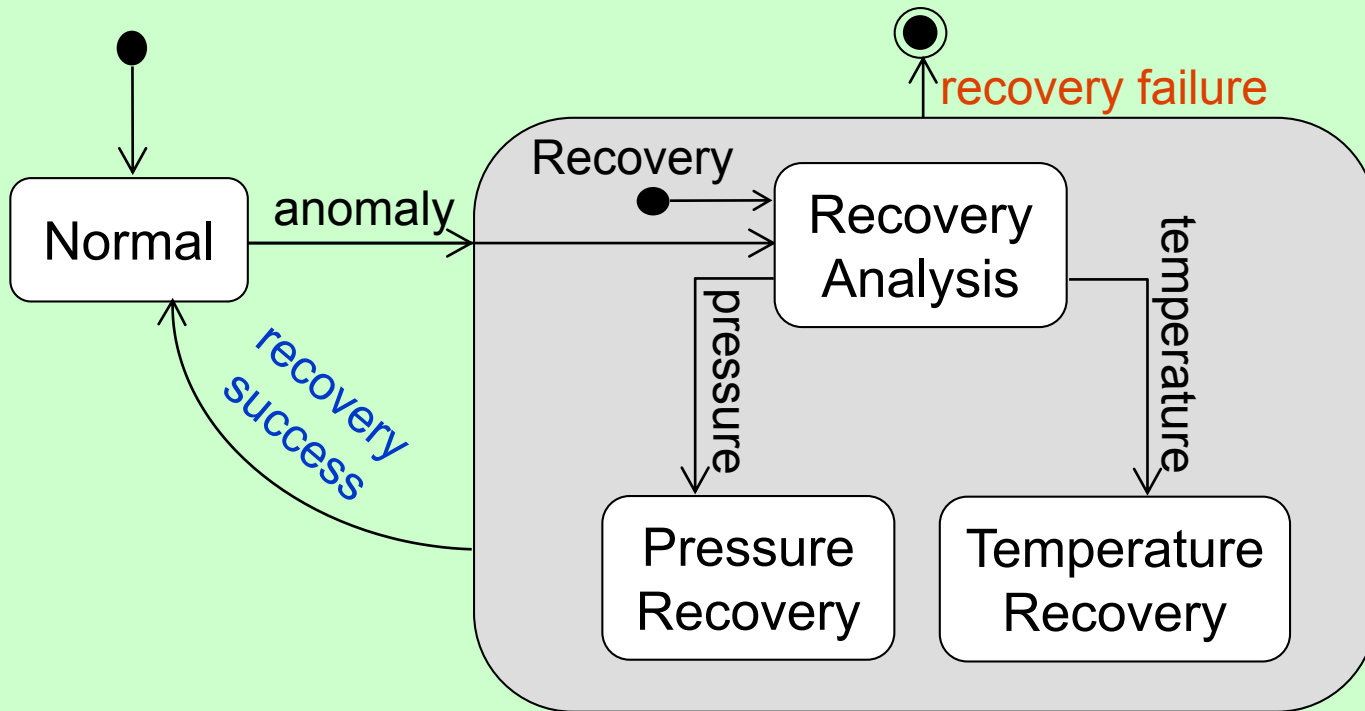 recovery failure
Recovery
Normal
anomaly
Recovery
Analysis
temperature
pressure
recovery
success
Pressure
Recovery
Temperature
Recovery